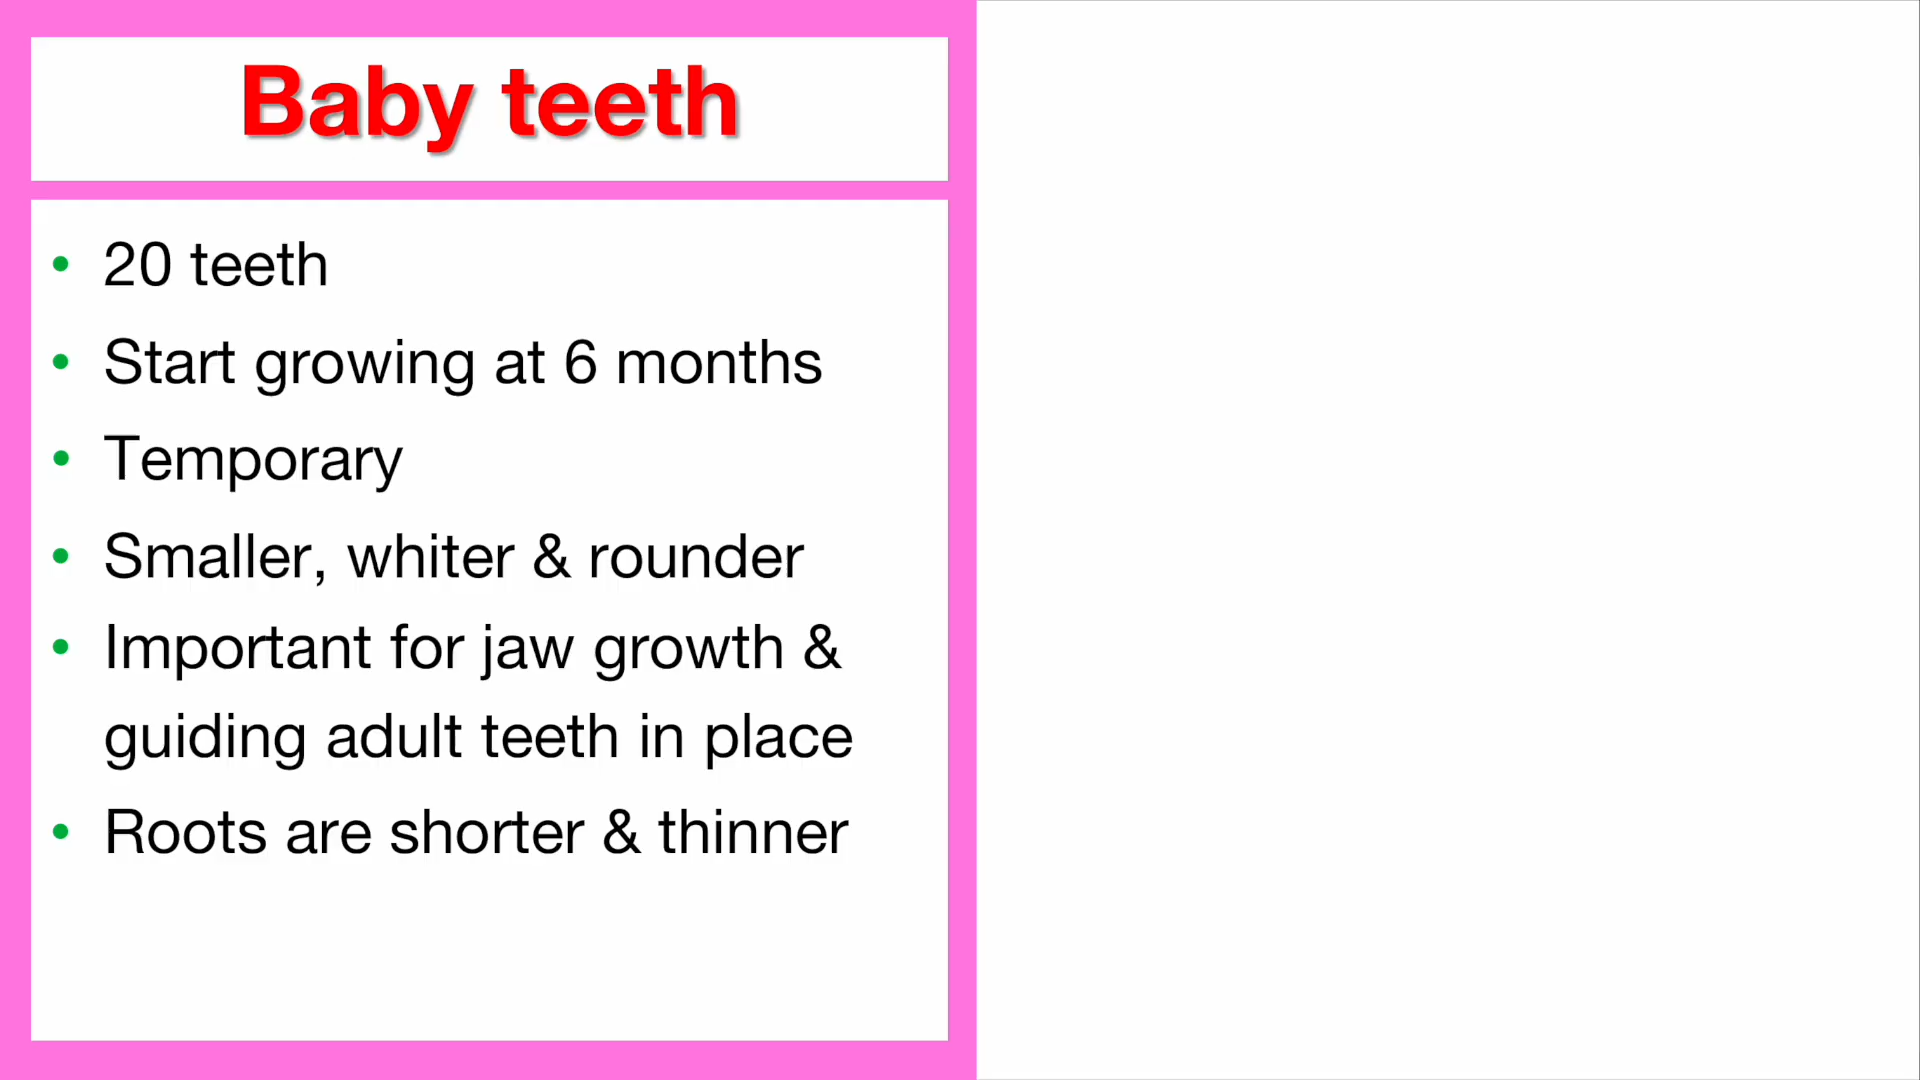 Baby teeth
• 20 teeth
• Start growing at 6 months
• Temporary
• Smaller, whiter & rounder
• Important for jaw growth &
guiding adult teeth in place
• Roots are shorter & thinner